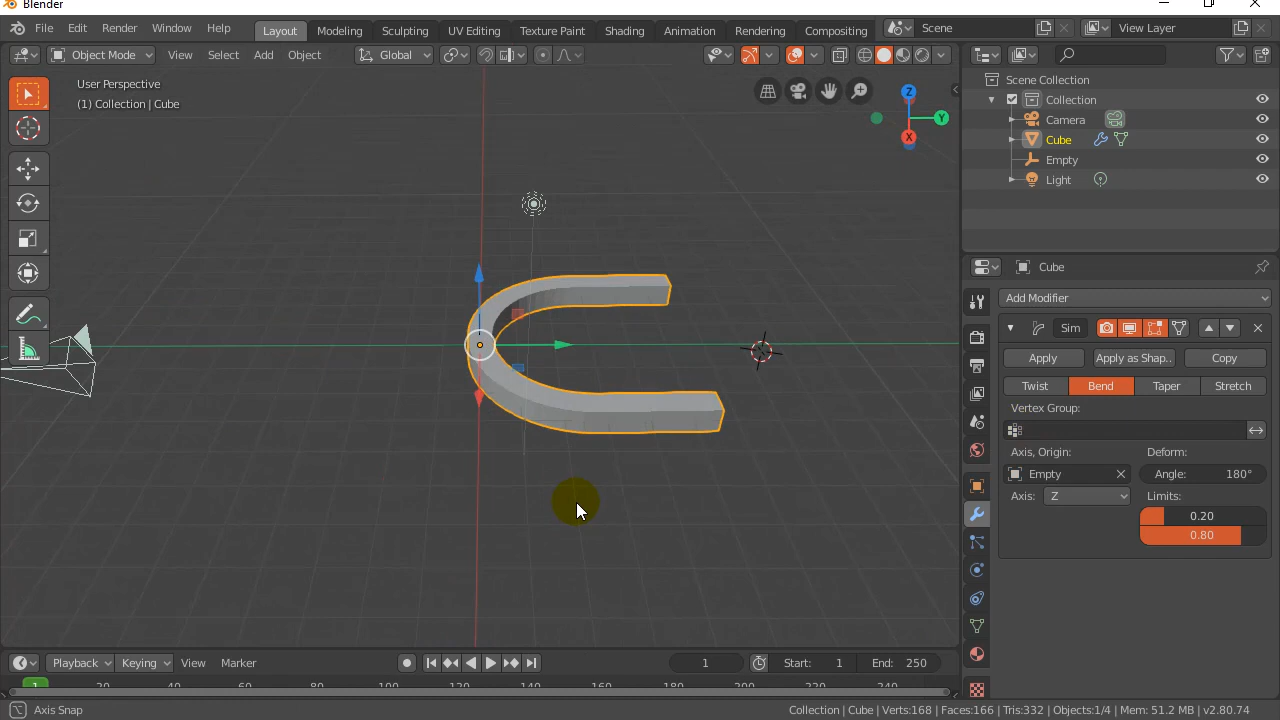 Blender
File Edit Render Window Help Layout Modeling Sculpting UV Editing Texture Paint Shading Animation Rendering Compositing Scene View Layer
Object Mode View Select Add Object Global
User Perspective
(1) Collection | Cube
Z
Y
X
Scene Collection
Collection
Camera
Cube
Empty
Light
Cube
Add Modifier
Sim
Apply Apply as Shap.. Copy
Twist Bend Taper Stretch
Vertex Group:
Axis, Origin: Deform:
Empty Angle: 180°
Axis: Z Limits:
0.20
0.80
Playback Keying View Marker 1 Start: 1 End: 250
1 20 40 60 80 100 120 140 160 180 200 220 240
Axis Snap Collection | Cube | Verts:168 | Faces:166 | Tris:332 | Objects:1/4 | Mem: 51.2 MB | v2.80.74